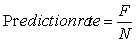 Predictionrate = F/N